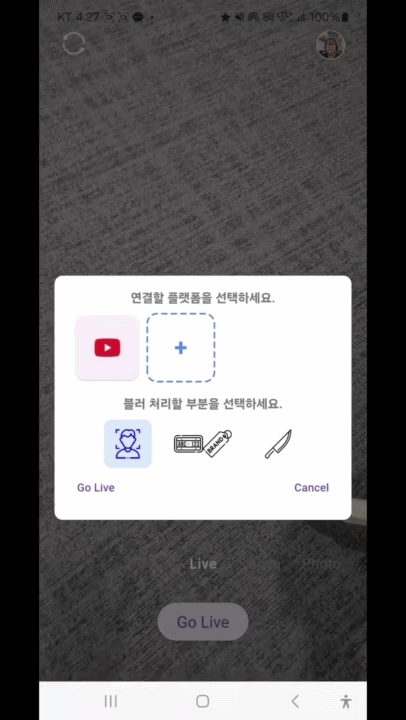 KT 4:27
100%
연결할 플랫폼을 선택하세요.
+
블러 처리할 부분을 선택하세요.
BRAND
Go Live
Cancel
Live
Photo
Go Live